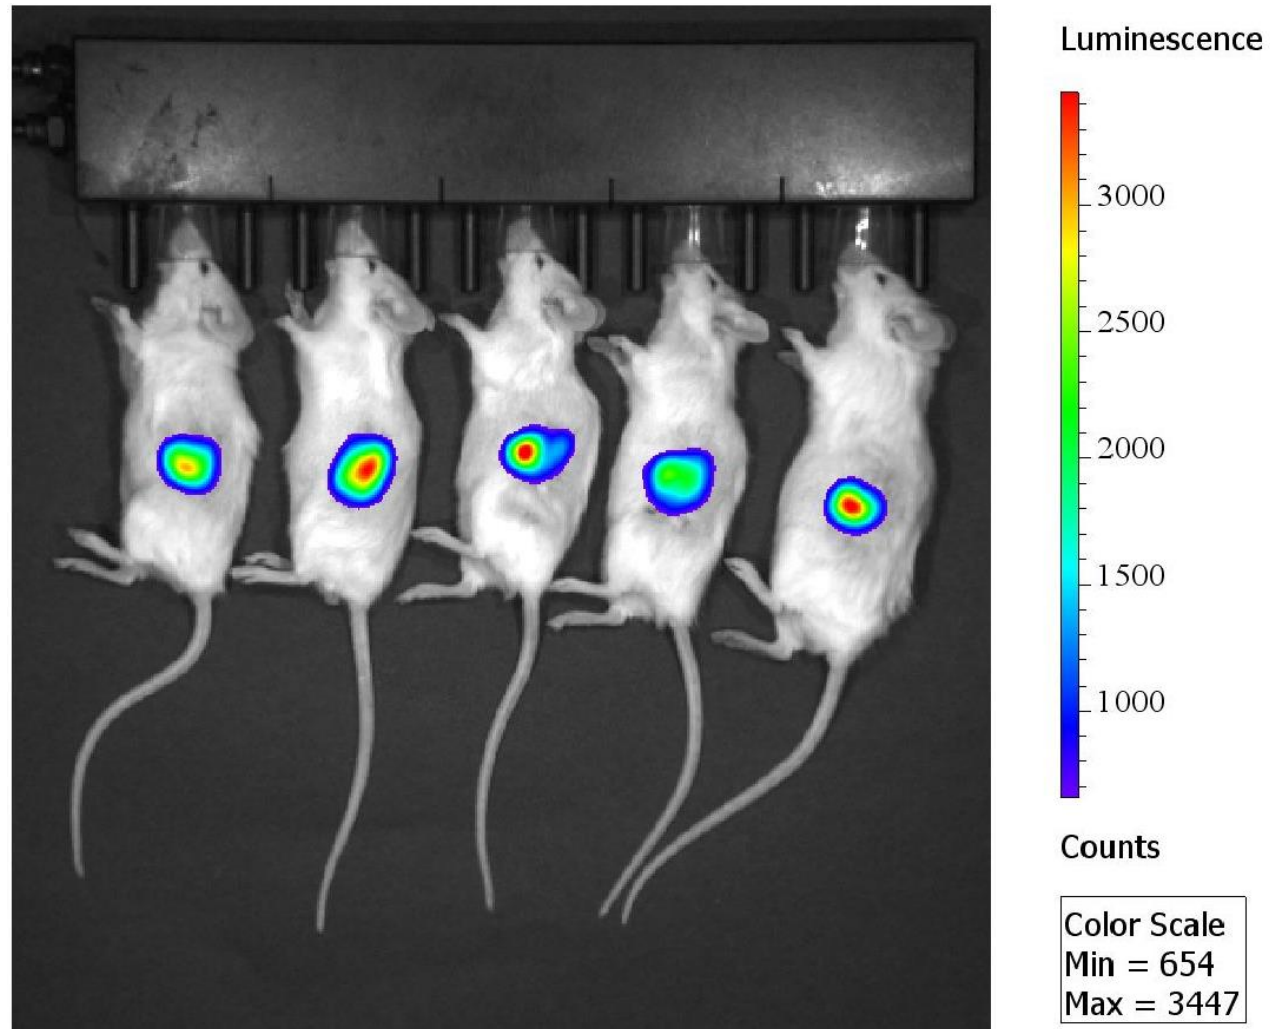 Luminescence
3000
2500
2000
1500
1000
Counts
Color Scale
Min = 654
Max = 3447